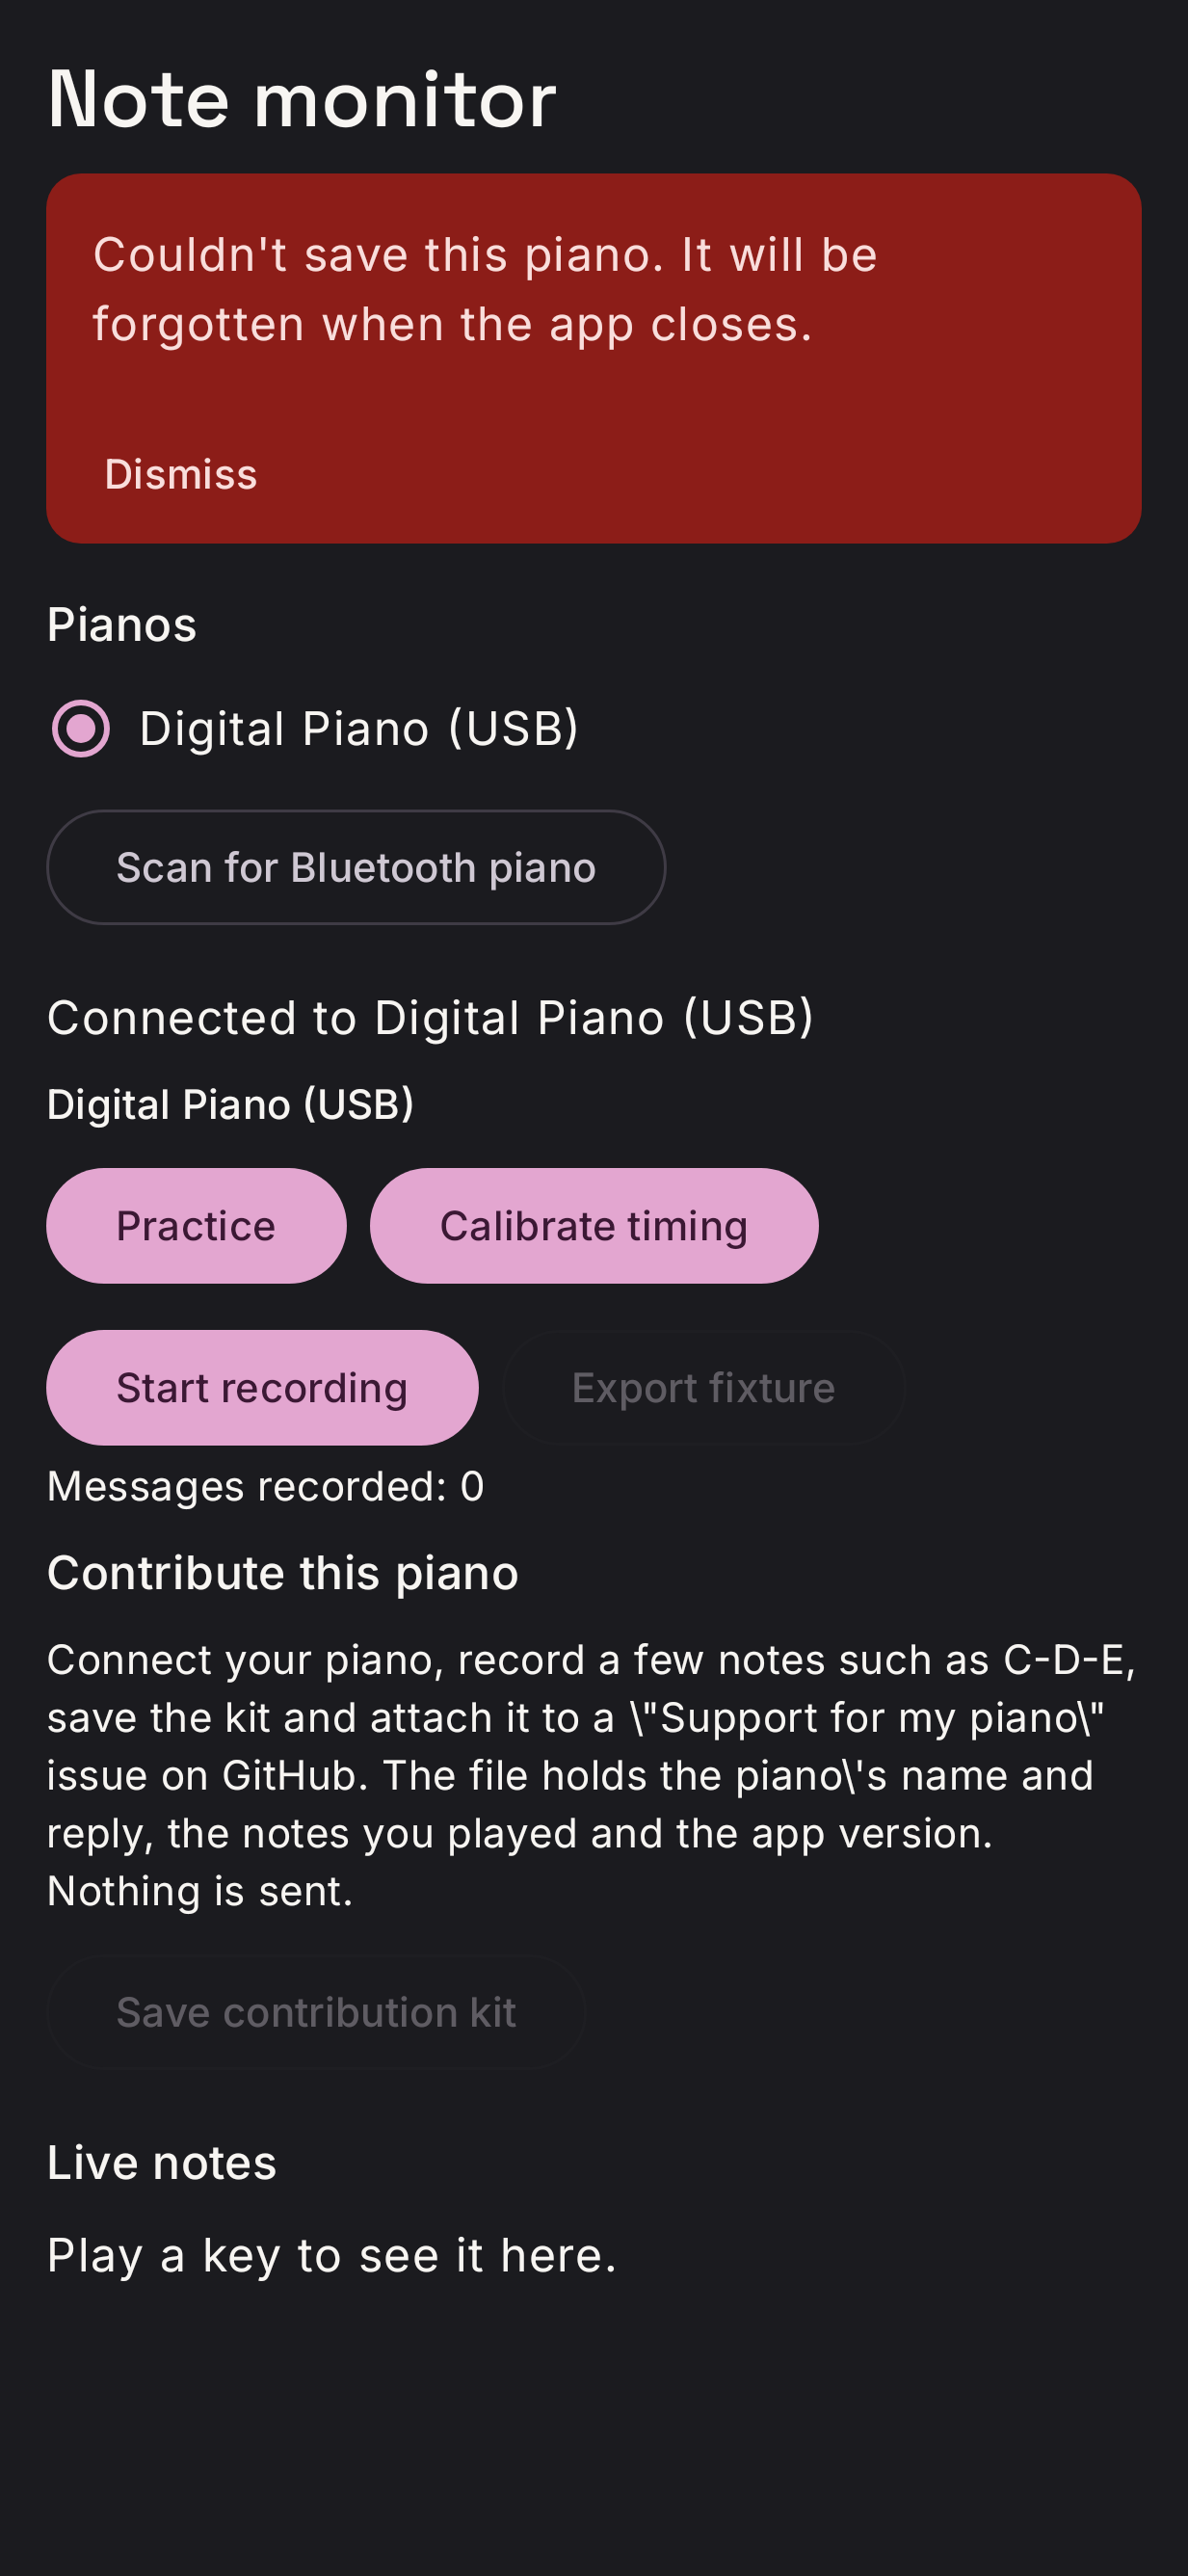 Note monitor
Couldn't save this piano. It will be
forgotten when the app closes.
Dismiss
Pianos
Digital Piano (USB)
Scan for Bluetooth piano
Connected to Digital Piano (USB)
Digital Piano (USB)
Practice
Calibrate timing
Start recording
Export fixture
Messages recorded: 0
Contribute this piano
Connect your piano, record a few notes such as C-D-E,
save the kit and attach it to a \"Support for my piano\"
issue on GitHub. The file holds the piano\'s name and
reply, the notes you played and the app version.
Nothing is sent.
Save contribution kit
Live notes
Play a key to see it here.